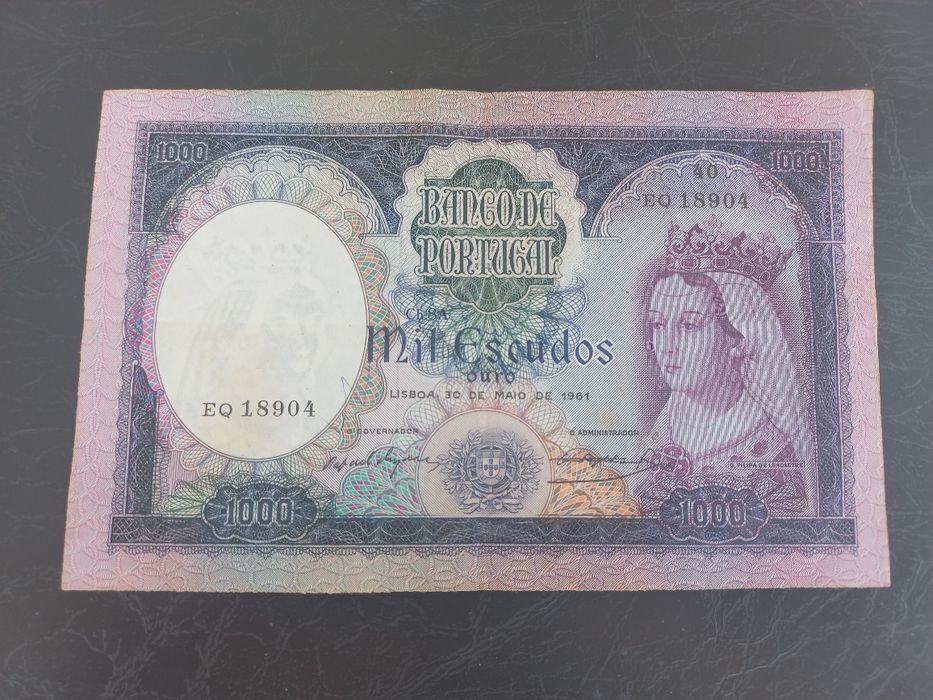 1000
1000
BANCO DE
PORTUGAL
40
EQ 18904
Ch.8A
Mil Escudos
ouro
LISBOA, 30 DE MAIO DE 1961
EQ 18904
O GOVERNADOR
O ADMINISTRADOR
D. FILIPA DE LENCASTRE
1000
1000